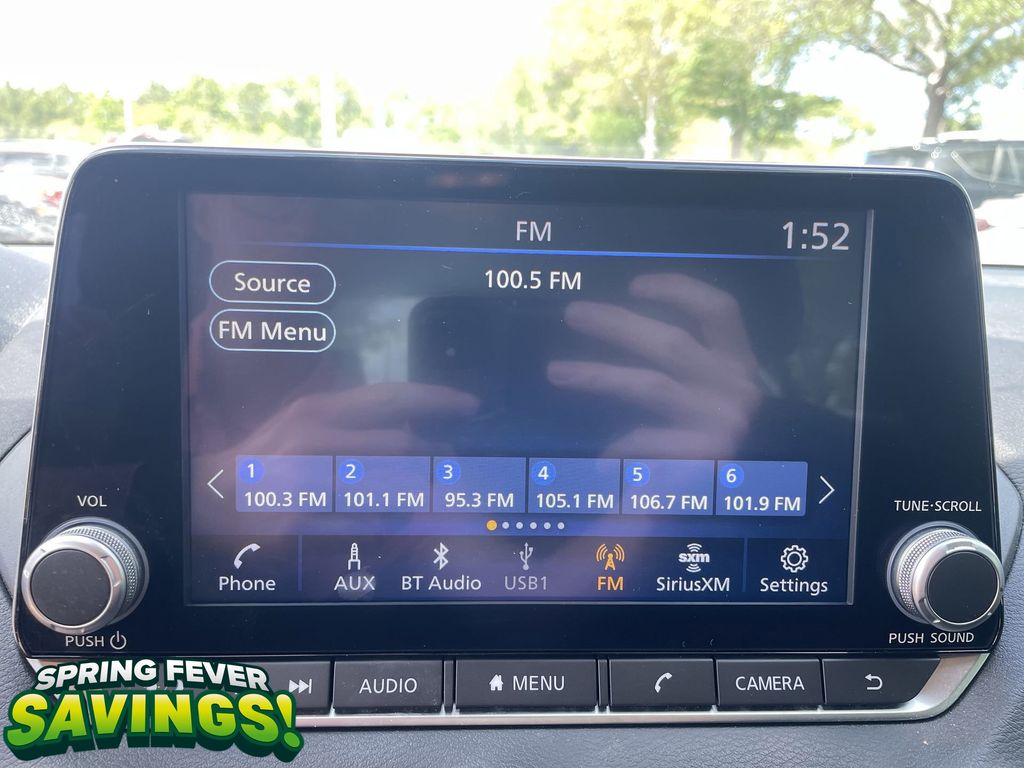 FM
1:52
Source
100.5 FM
FM Menu
1 2 3 4 5 6
100.3 FM 101.1 FM 95.3 FM 105.1 FM 106.7 FM 101.9 FM
VOL
TUNE·SCROLL
sxm
Phone AUX BT Audio USB1 FM SiriusXM Settings
PUSH
PUSH SOUND
AUDIO MENU CAMERA
SPRING FEVER
SAVINGS!